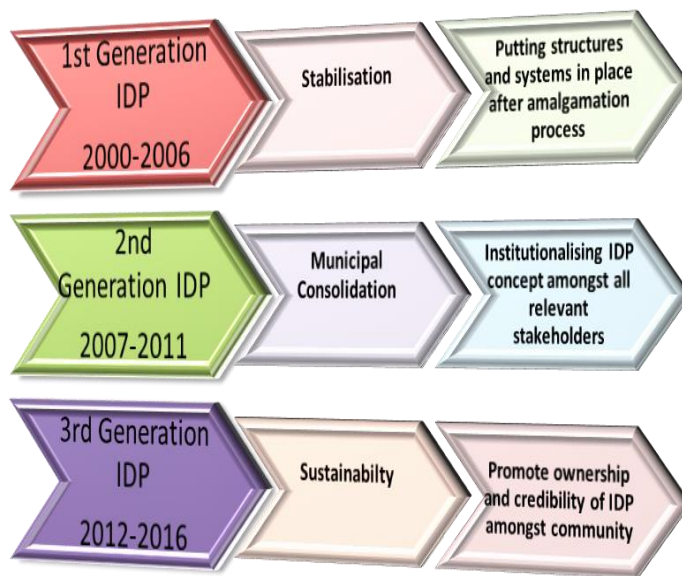 1st Generation
IDP
2000-2006
Stabilisation
Putting structures
and systems in place
after amalgamation
process
2nd
Generation IDP
2007-2011
Municipal
Consolidation
Institutionalising IDP
concept amongst all
relevant
stakeholders
3rd Generation
IDP
2012-2016
Sustainabilty
Promote ownership
and credibility of IDP
amongst community